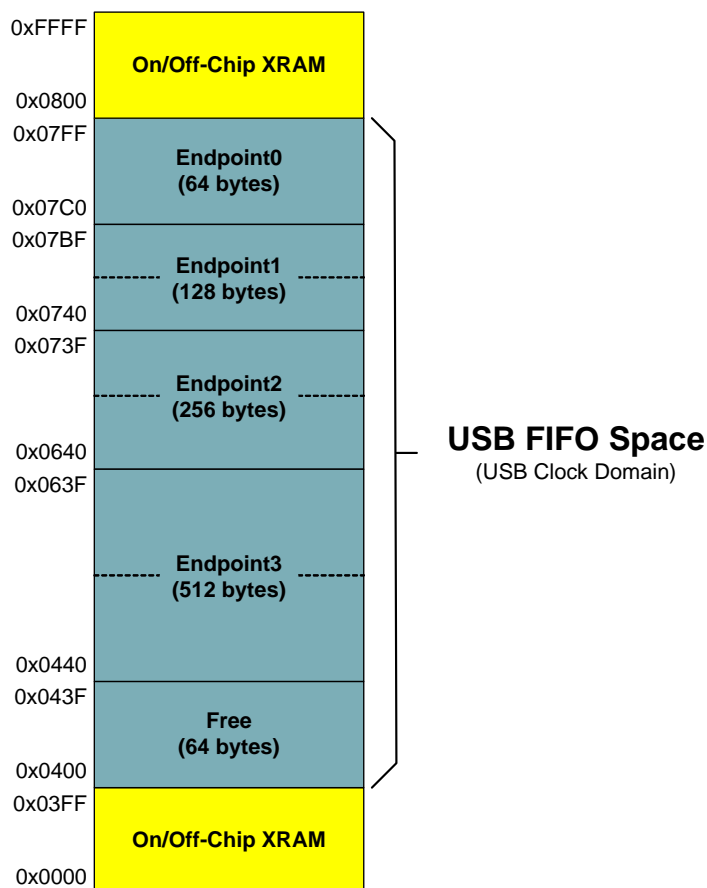 0xFFFF
On/Off-Chip XRAM
0x0800
0x07FF
Endpoint0
(64 bytes)
0x07C0
0x07BF
Endpoint1
(128 bytes)
0x0740
0x073F
Endpoint2
(256 bytes)
0x0640
0x063F
Endpoint3
(512 bytes)
0x0440
0x043F
Free
(64 bytes)
0x0400
0x03FF
On/Off-Chip XRAM
0x0000
USB FIFO Space
(USB Clock Domain)